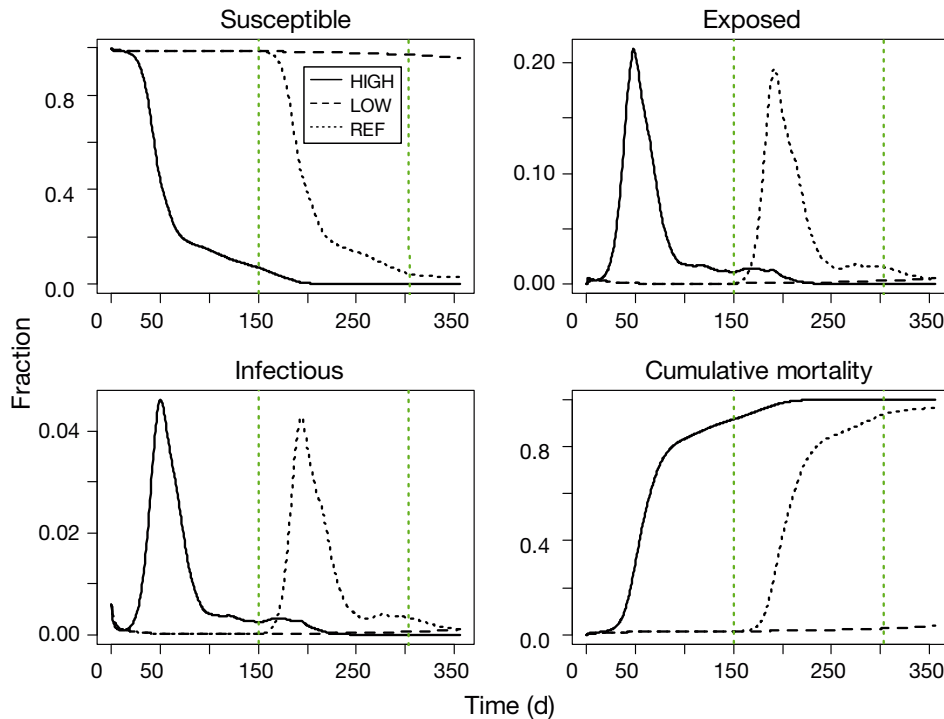 Susceptible
0.8
0.4
0.0
HIGH
LOW
REF
0 50 150 250 350
Exposed
0.20
0.10
0.00
0 50 150 250 350
Fraction
Infectious
0.04
0.02
0.00
0 50 150 250 350
Cumulative mortality
0.8
0.4
0.0
0 50 150 250 350
Time (d)